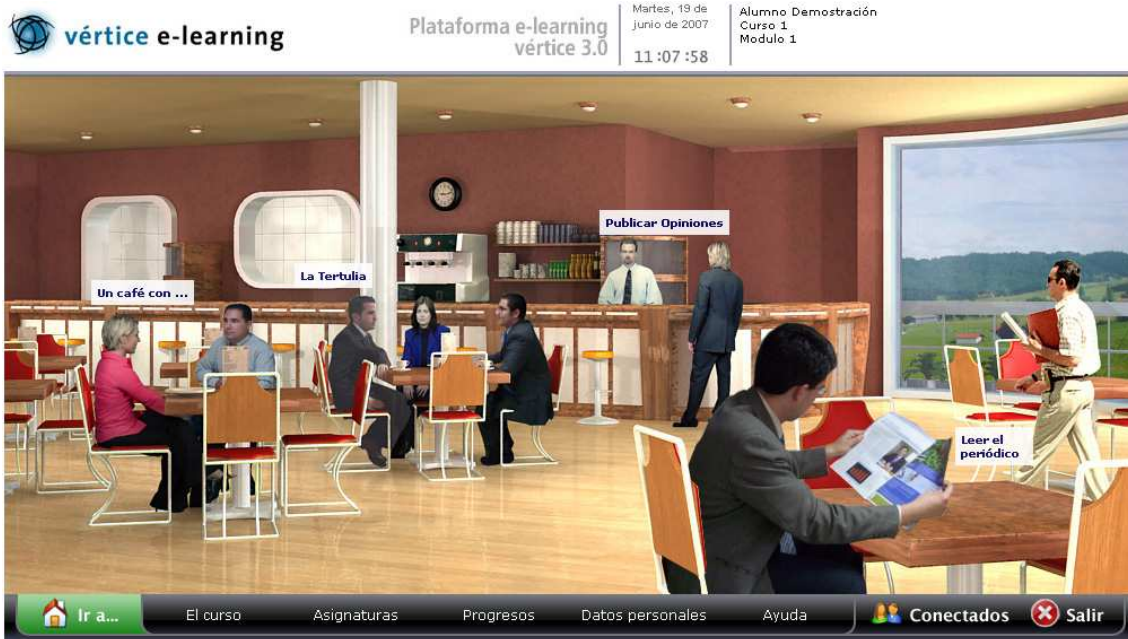 vértice e-learning
Plataforma e-learning
vértice 3.0
Martes, 19 de
junio de 2007
11:07:58
Alumno Demostración
Curso 1
Modulo 1
Publicar Opiniones
La Tertulia
Un café con ...
Leer el
periódico
Ir a...
El curso
Asignaturas
Progresos
Datos personales
Ayuda
Conectados
Salir